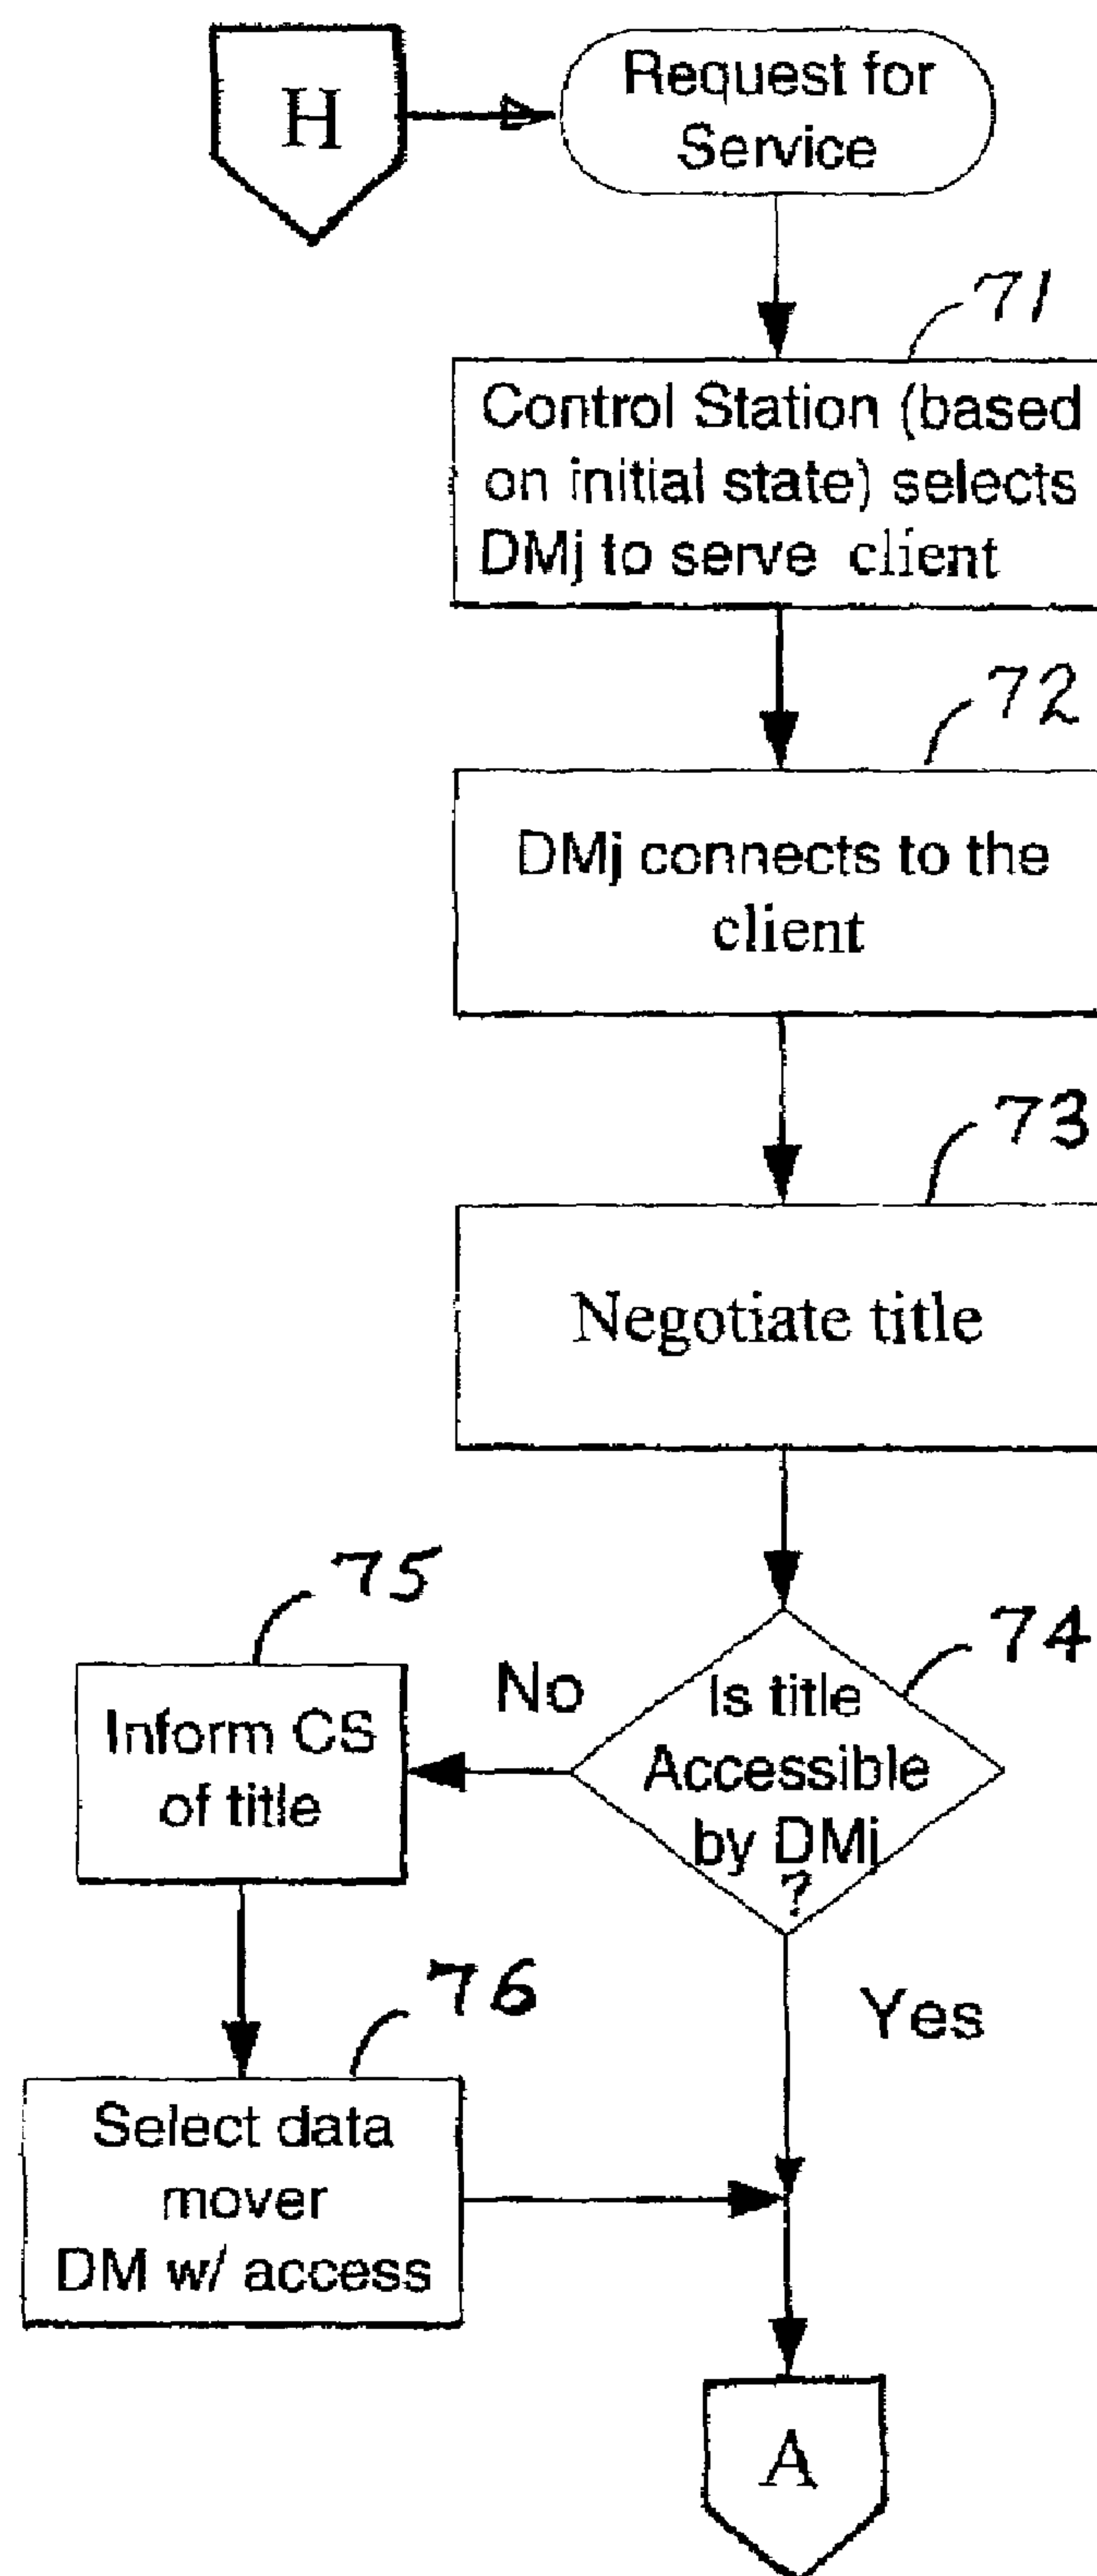 H
Request for
Service
71
Control Station (based
on initial state) selects
DMj to serve client
72
DMj connects to the
client
73
Negotiate title
74
Is title
Accessible
by DMj
?
No
75
Inform CS
of title
Yes
76
Select data
mover
DM w/ access
A